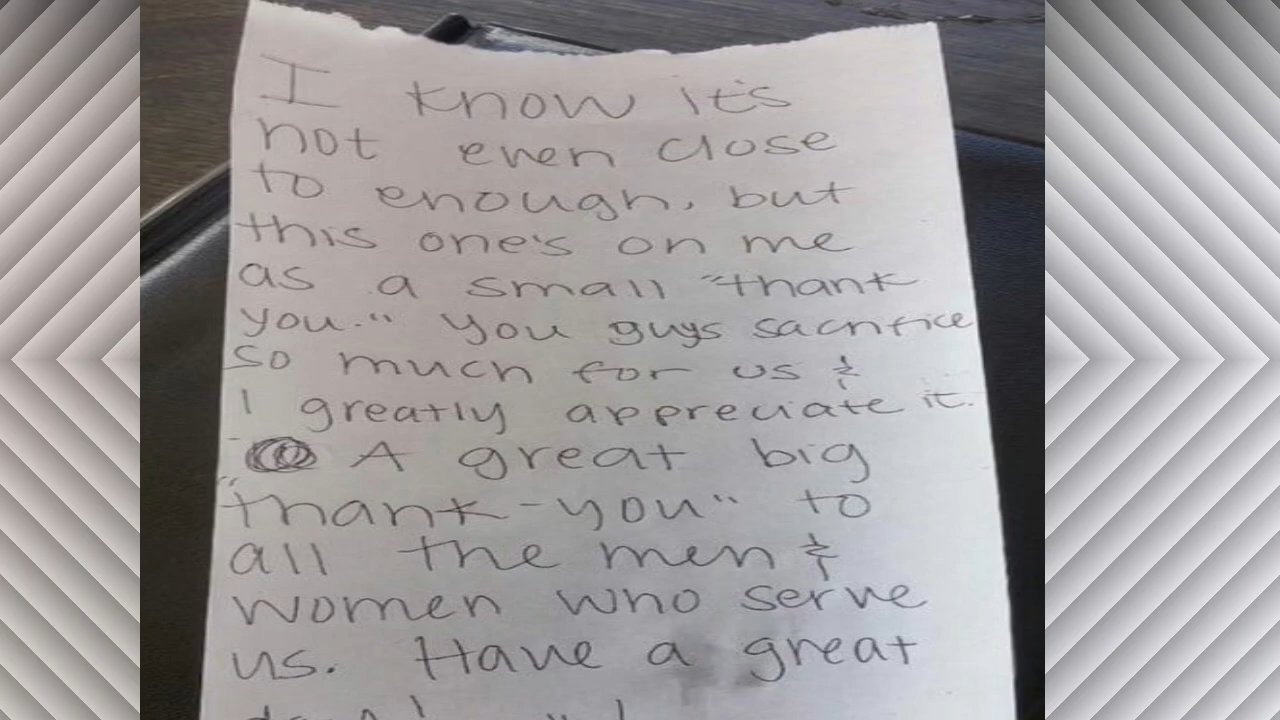 I know it's
not even close
to enough, but
this one's on me
as a small "thank
you." You guys sacrifice
so much for us &
I greatly appreciate it.
A great big
"thank-you" to
all the men &
women who serve
us. Have a great